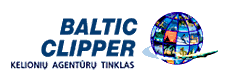 BALTIC
CLIPPER
KELIONIŲ AGENTŪRŲ TINKLAS